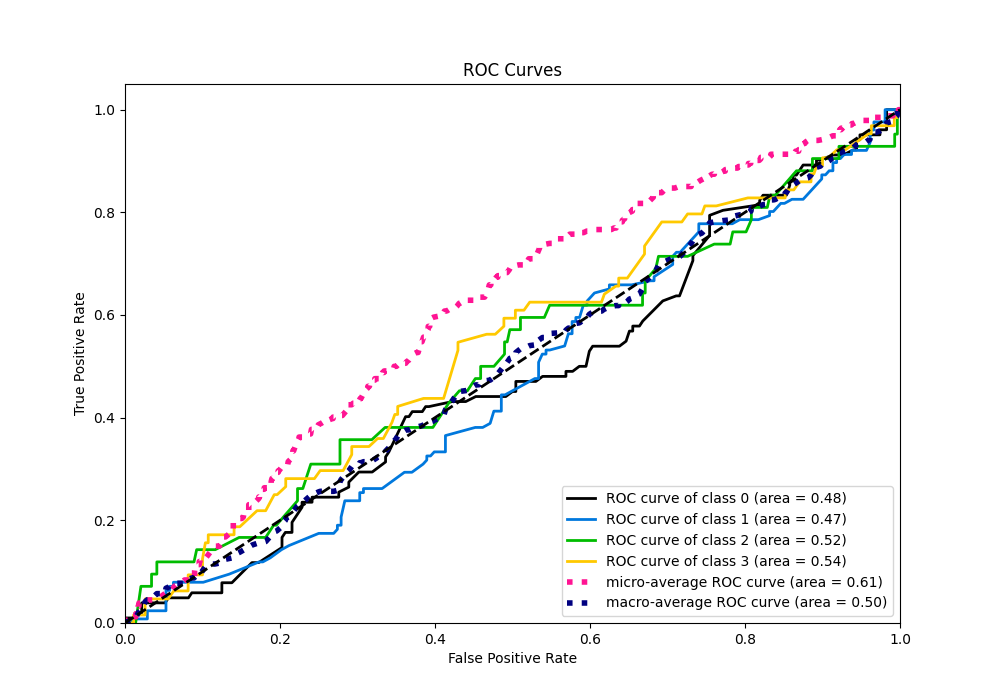 ROC Curves
True Positive Rate
1.0
0.8
0.6
0.4
0.2
0.0
ROC curve of class 0 (area = 0.48)
ROC curve of class 1 (area = 0.47)
ROC curve of class 2 (area = 0.52)
ROC curve of class 3 (area = 0.54)
micro-average ROC curve (area = 0.61)
macro-average ROC curve (area = 0.50)
0.0 0.2 0.4 0.6 0.8 1.0
False Positive Rate